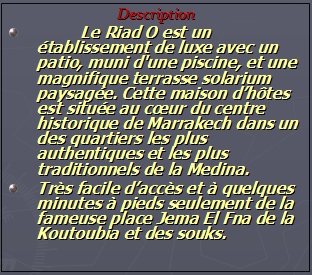 Description
Le Riad O est un
établissement de luxe avec un
patio, muni d'une piscine, et une
magnifique terrasse solarium
paysagée. Cette maison d’hôtes
est située au cœur du centre
historique de Marrakech dans un
des quartiers les plus
authentiques et les plus
traditionnels de la Medina.
Très facile d’accès et à quelques
minutes à pieds seulement de la
fameuse place Jema El Fna de la
Koutoubia et des souks.